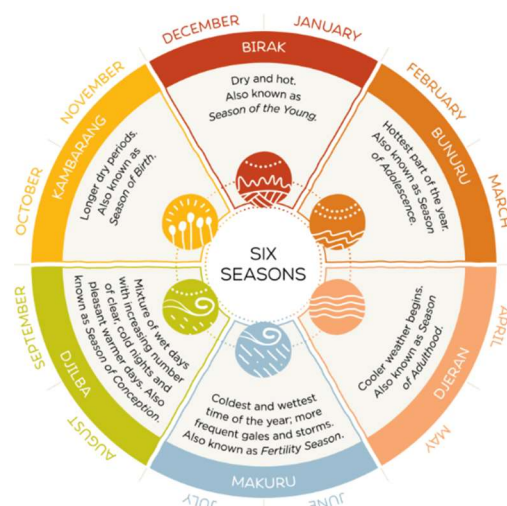 SIX
SEASONS
DECEMBER
JANUARY
BIRAK
Dry and hot.
Also known as
Season of the Young.
FEBRUARY
MARCH
BUNURU
Hottest part of the year.
Also known as Season
of Adolescence.
APRIL
MAY
DJERAN
Cooler weather begins.
Also known as Season
of Adulthood.
JUNE
JULY
MAKURU
Coldest and wettest
time of the year; more
frequent gales and storms.
Also known as Fertility Season.
AUGUST
SEPTEMBER
DJILBA
Mixture of wet days
with increasing number
of clear, cold nights and
pleasant warmer days. Also
known as Season of Conception.
OCTOBER
NOVEMBER
KAMBARANG
Longer dry periods.
Also known as
Season of Birth.